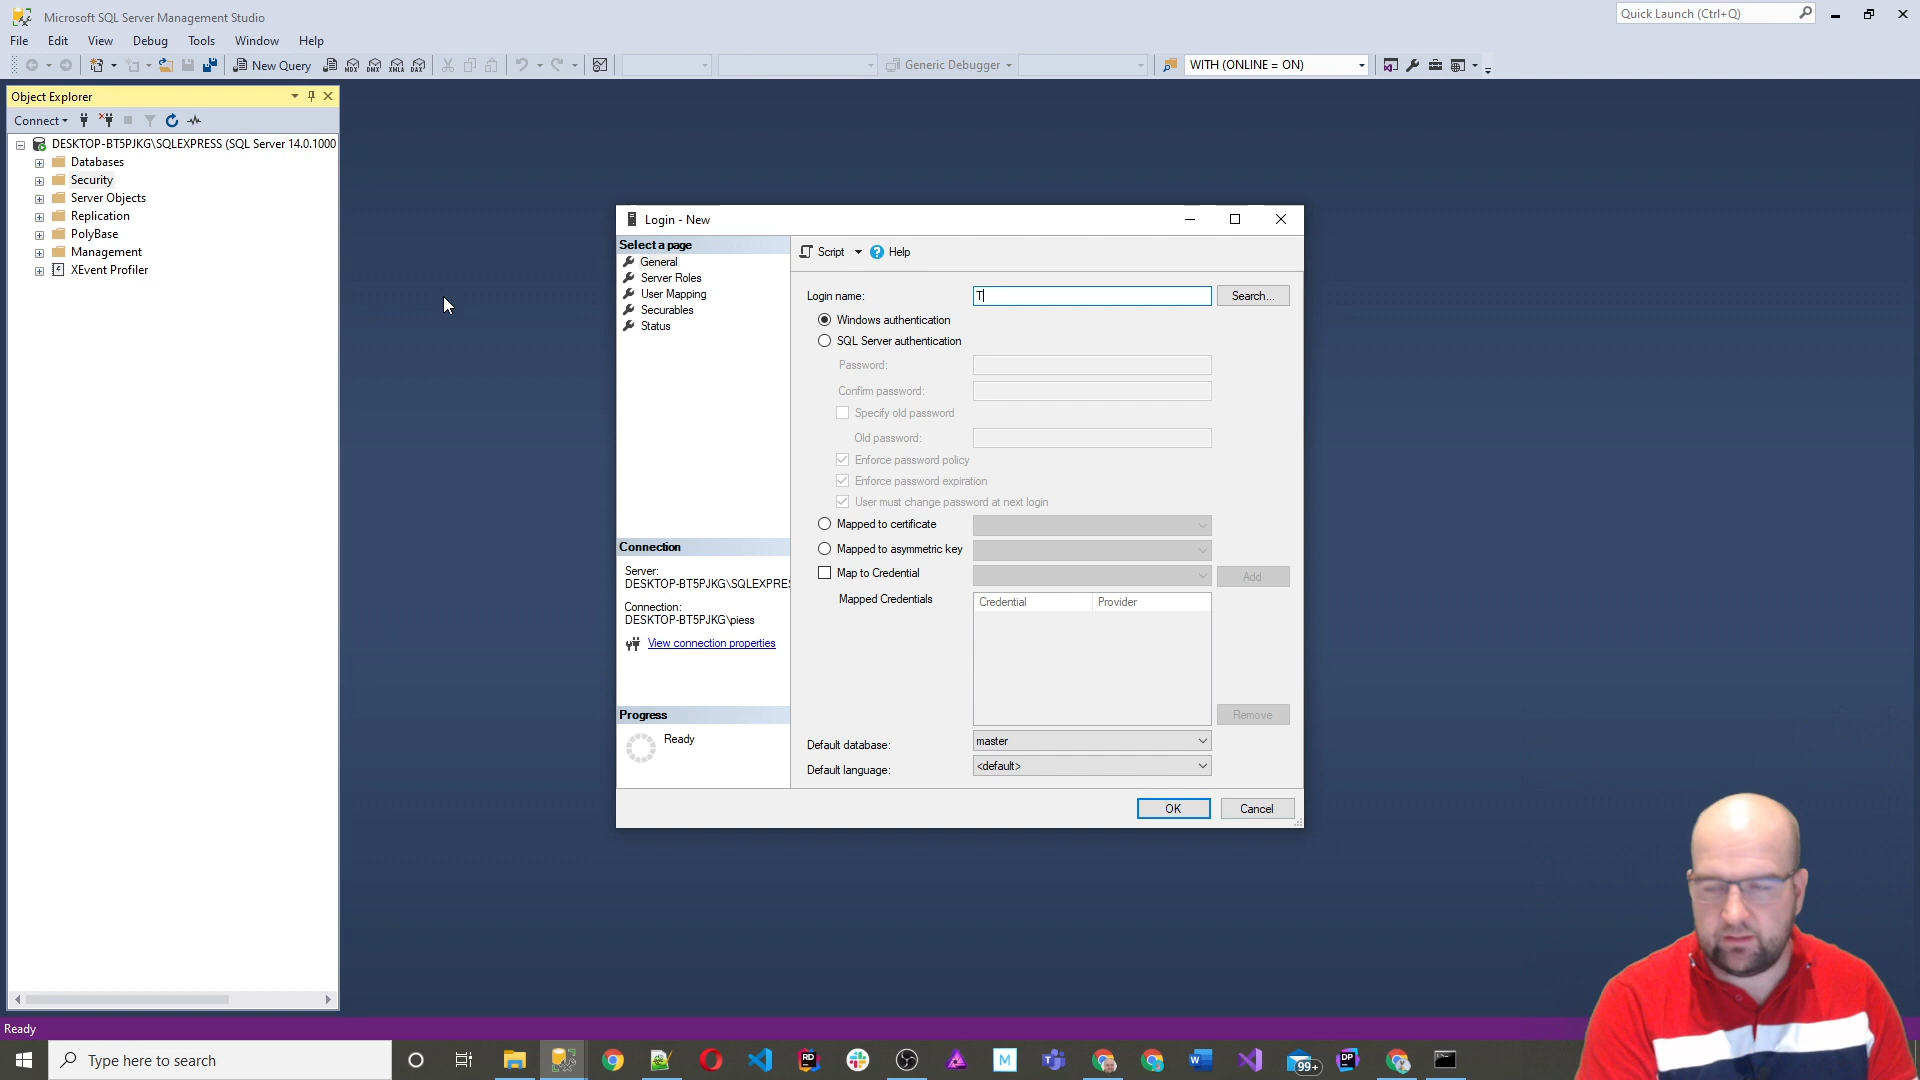 Microsoft SQL Server Management Studio
Quick Launch (Ctrl+Q)
File Edit View Debug Tools Window Help
New Query
MDX
DMX
XMLA
DAX
Generic Debugger
WITH (ONLINE = ON)
Object Explorer
Connect
DESKTOP-BT5PJKG\SQLEXPRESS (SQL Server 14.0.1000
Databases
Security
Server Objects
Replication
PolyBase
Management
XEvent Profiler
Login - New
Select a page
General
Server Roles
User Mapping
Securables
Status
Script
Help
Login name:
T
Search...
Windows authentication
SQL Server authentication
Password:
Confirm password:
Specify old password
Old password:
Enforce password policy
Enforce password expiration
User must change password at next login
Mapped to certificate
Mapped to asymmetric key
Map to Credential
Add
Mapped Credentials
Credential Provider
Remove
Default database:
master
Default language:
<default>
Connection
Server:
DESKTOP-BT5PJKG\SQLEXPRES
Connection:
DESKTOP-BT5PJKG\piess
View connection properties
Progress
Ready
OK
Cancel
Ready
Type here to search
RD
M
W
99+
DP